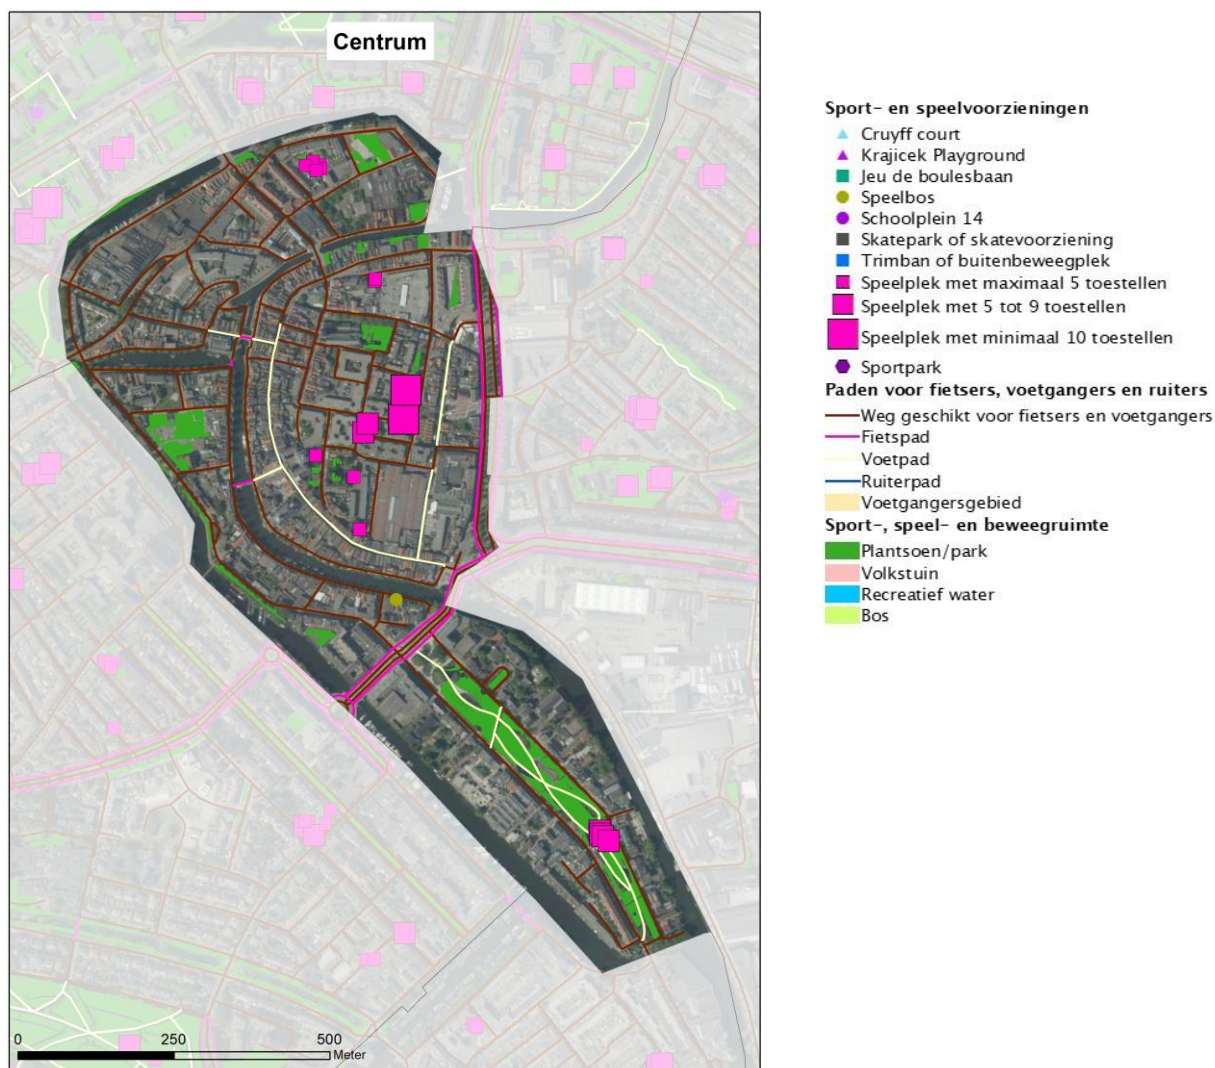 Centrum
Sport- en speelvoorzieningen
Cruyff court
Krajicek Playground
Jeu de boulesbaan
Speelbos
Schoolplein 14
Skatepark of skatevoorziening
Trimban of buitenbeweegplek
Speelplek met maximaal 5 toestellen
Speelplek met 5 tot 9 toestellen
Speelplek met minimaal 10 toestellen
Sportpark
Paden voor fietsers, voetgangers en ruiters
Weg geschikt voor fietsers en voetgangers
Fietspad
Voetpad
Ruiterpad
Voetgangersgebied
Sport-, speel- en beweegruimte
Plantsoen/park
Volkstuin
Recreatief water
Bos
0 250 500
Meter